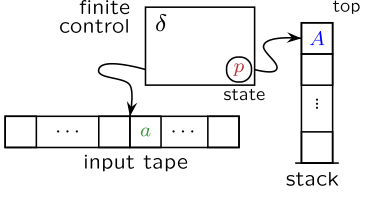 finite
control
δ
top
A
p
state
⋮
... a ...
input tape
stack